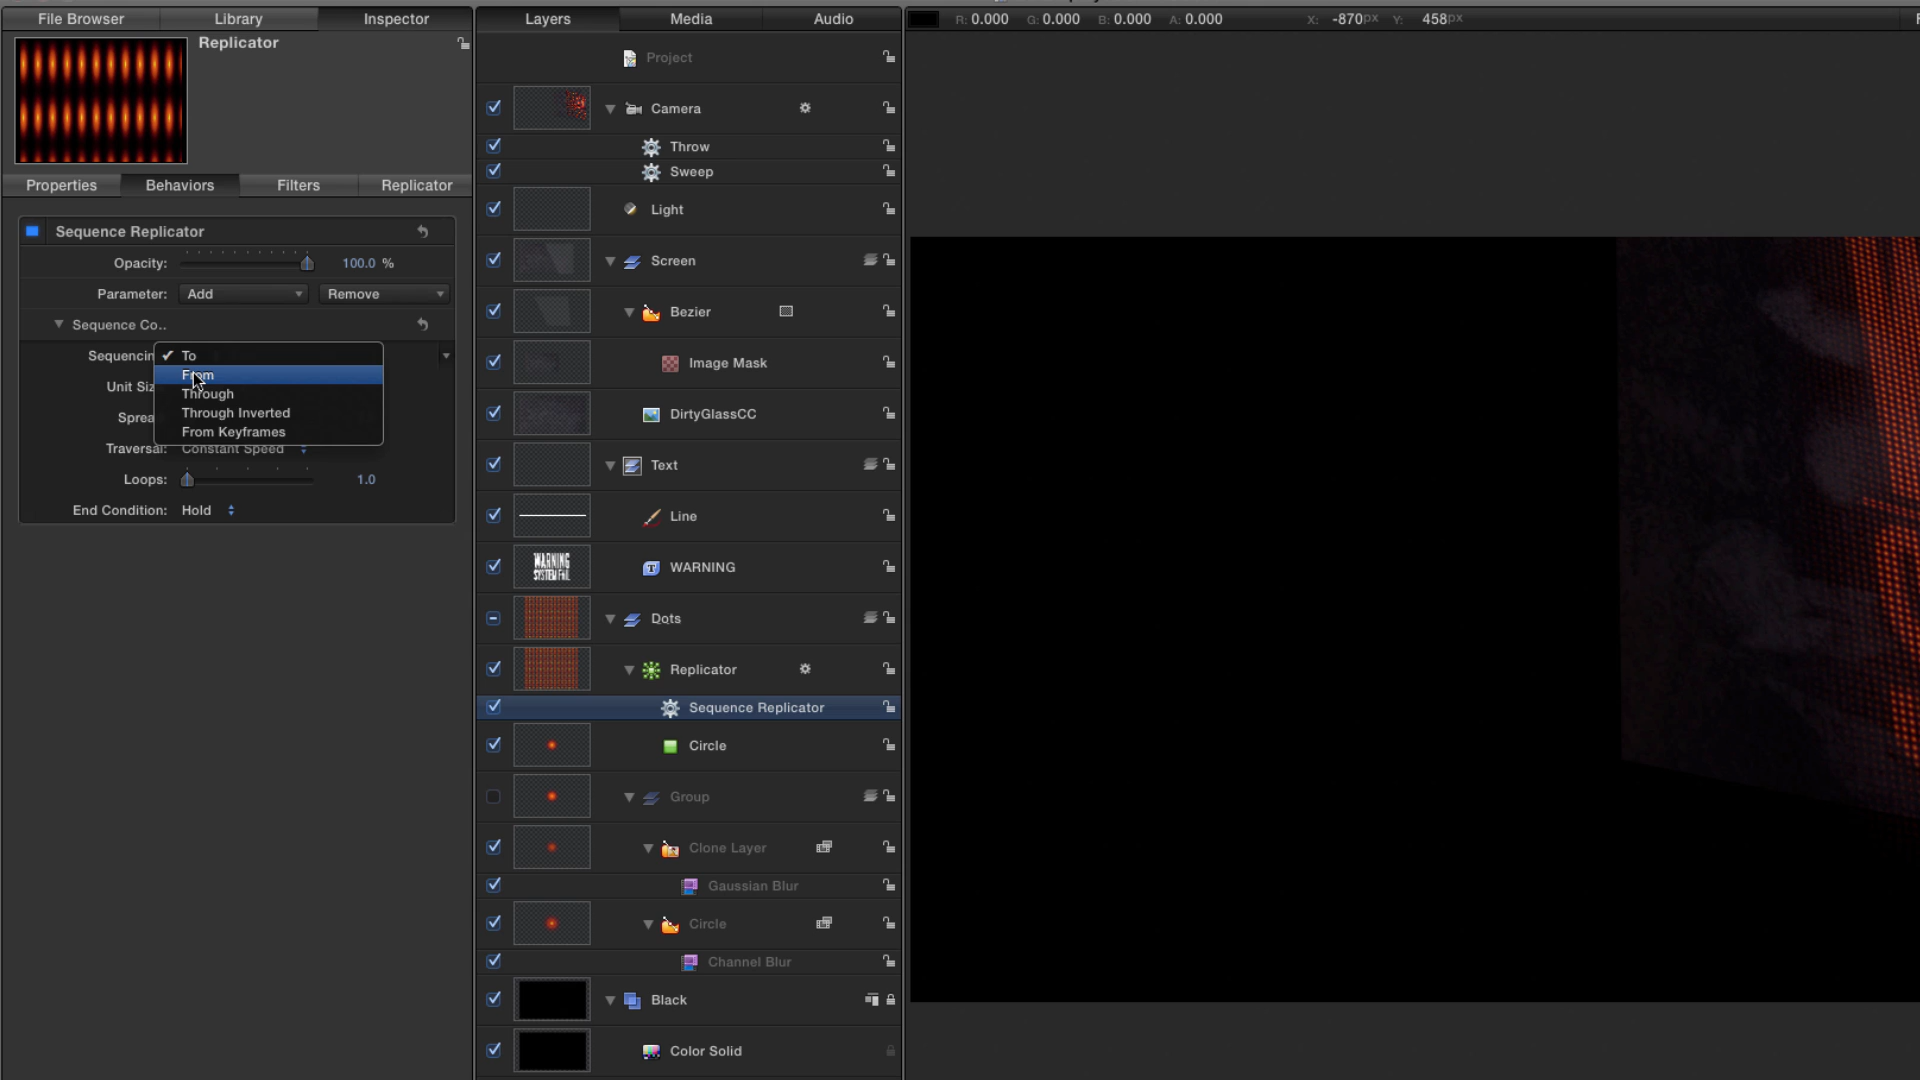 File Browser
Library
Inspector
Replicator
Properties
Behaviors
Filters
Replicator
Sequence Replicator
Opacity:
100.0 %
Parameter:
Add
Remove
Sequence Co..
Sequencin
To
From
Through
Through Inverted
From Keyframes
Unit Siz
Sprea
Traversal:
Constant Speed
Loops:
1.0
End Condition:
Hold
Layers
Media
Audio
Project
Camera
Throw
Sweep
Light
Screen
Bezier
Image Mask
DirtyGlassCC
Text
Line
WARNING
SYSTEM FAIL
WARNING
Dots
Replicator
Sequence Replicator
Circle
Group
Clone Layer
Gaussian Blur
Circle
Channel Blur
Black
Color Solid
R: 0.000 G: 0.000 B: 0.000 A: 0.000 X: -870px Y: 458px